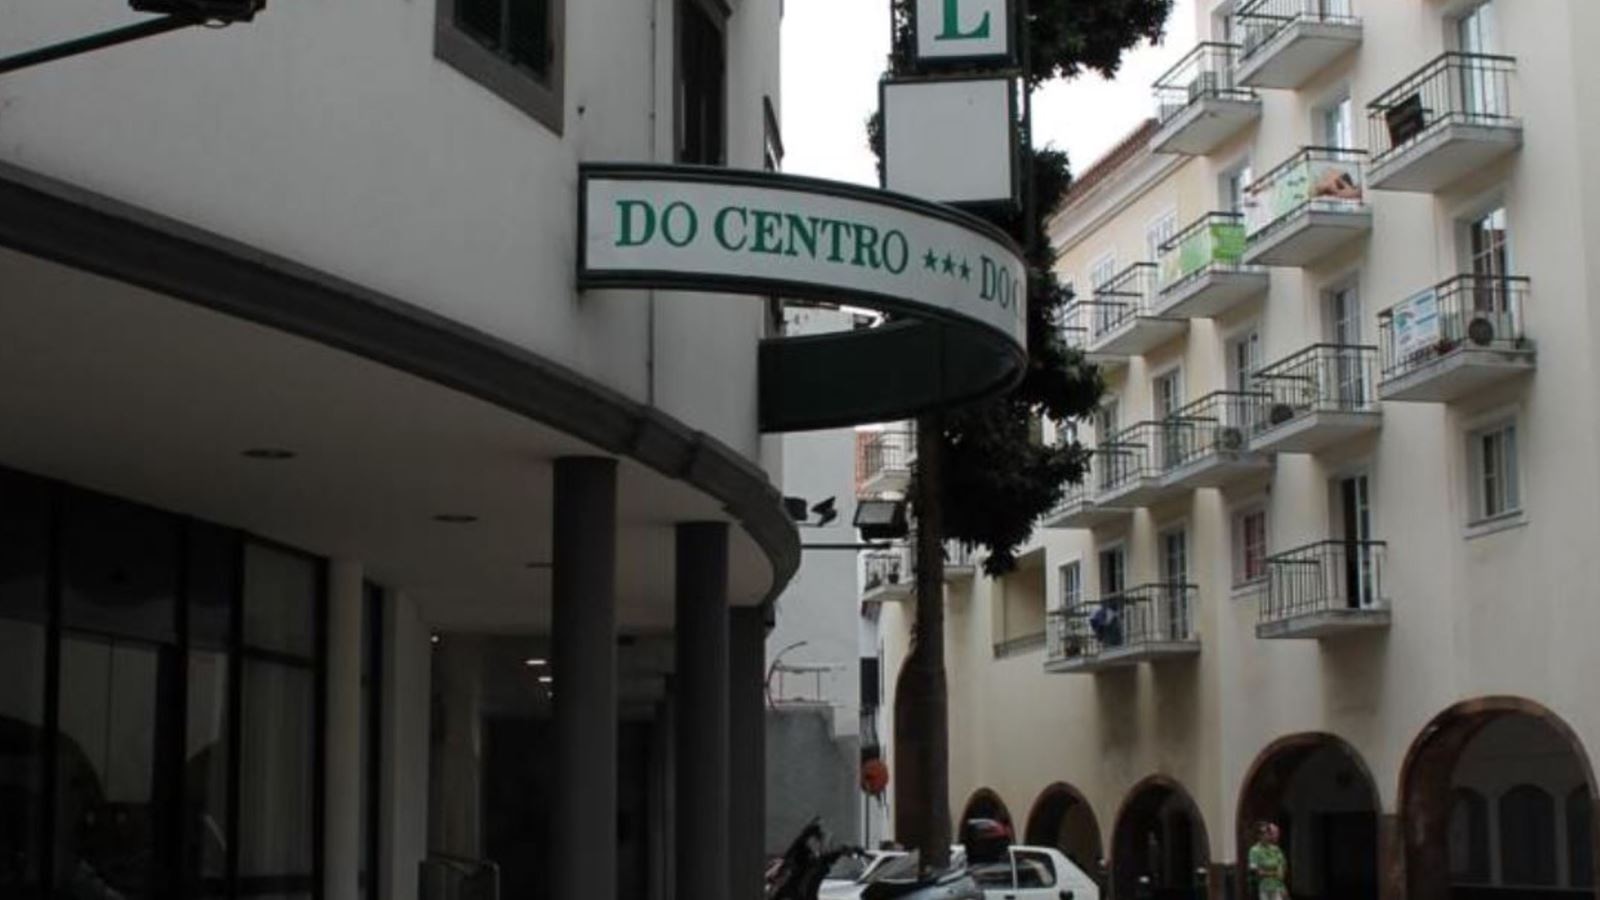 L
DO CENTRO *** DO C